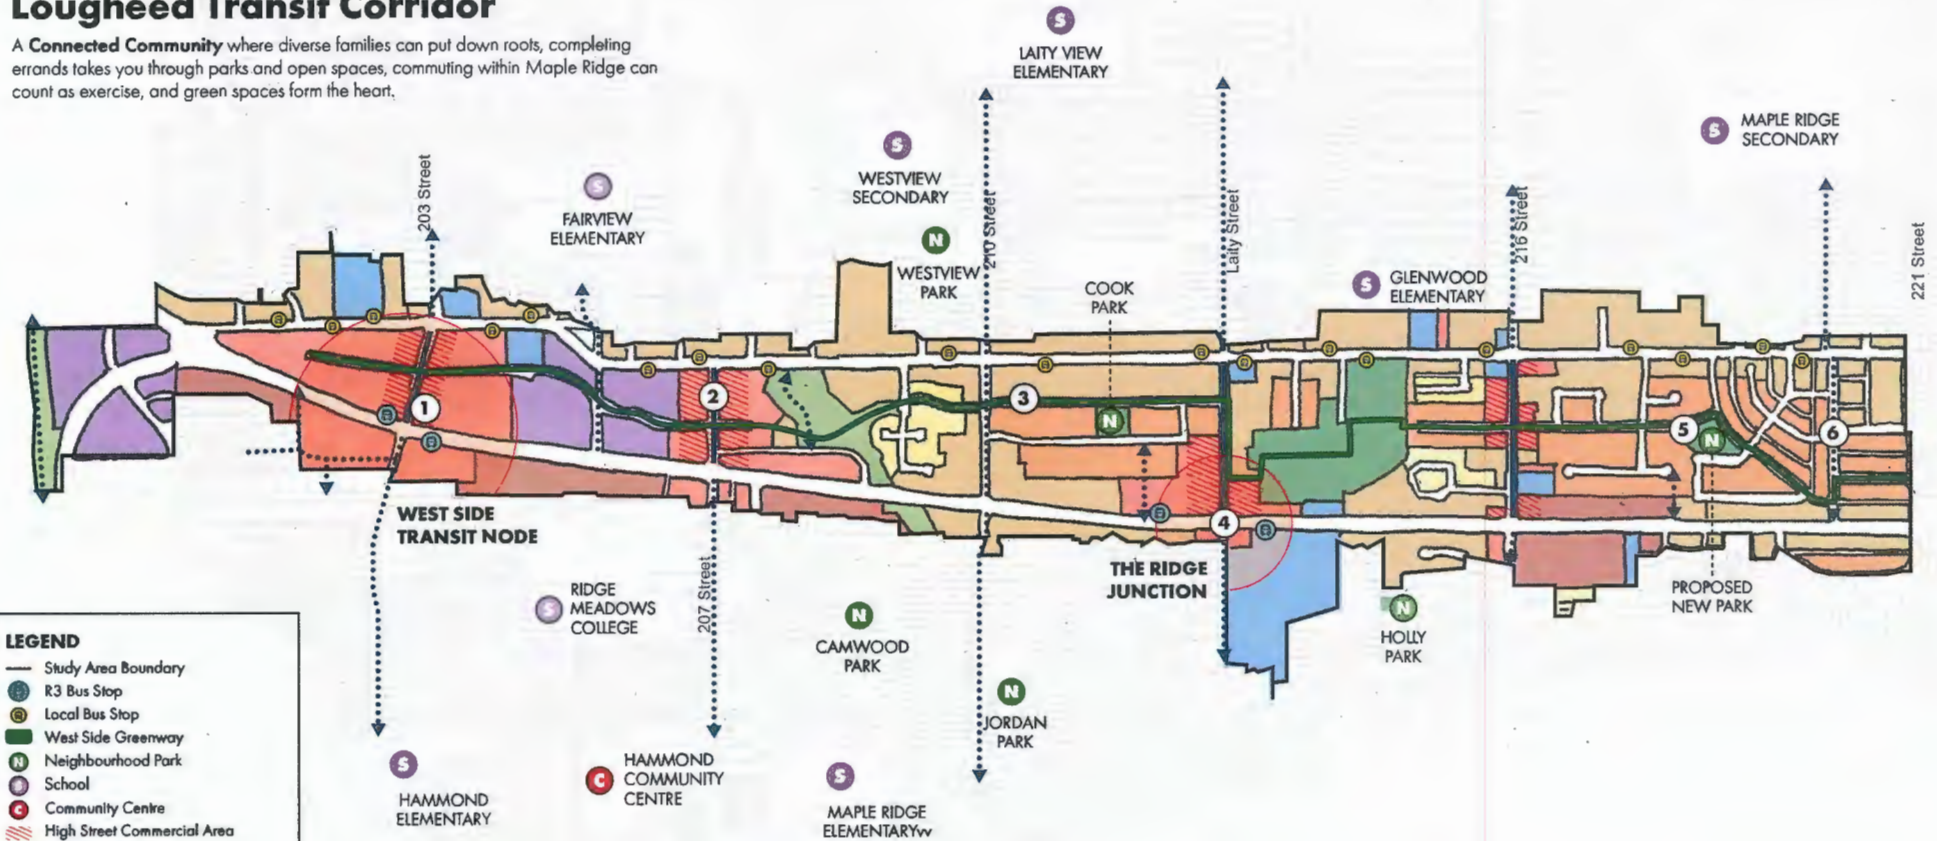 Lougheed Transit Corridor
A Connected Community where diverse families can put down roots, completing
errands takes you through parks and open spaces, commuting within Maple Ridge can
count as exercise, and green spaces form the heart.
S
LAITY VIEW
ELEMENTARY
S
MAPLE RIDGE
SECONDARY
S
WESTVIEW
SECONDARY
203 Street
S
FAIRVIEW
ELEMENTARY
N
WESTVIEW
PARK
210 Street
Laity Street
216 Street
221 Street
COOK
PARK
S
GLENWOOD
ELEMENTARY
1
2
3
N
4
5
N
6
WEST SIDE
TRANSIT NODE
THE RIDGE
JUNCTION
PROPOSED
NEW PARK
207 Street
S
RIDGE
MEADOWS
COLLEGE
N
CAMWOOD
PARK
N
HOLLY
PARK
N
JORDAN
PARK
S
HAMMOND
ELEMENTARY
C
HAMMOND
COMMUNITY
CENTRE
S
MAPLE RIDGE
ELEMENTARYw
LEGEND
Study Area Boundary
R3 Bus Stop
Local Bus Stop
West Side Greenway
N Neighbourhood Park
S School
C Community Centre
High Street Commercial Area